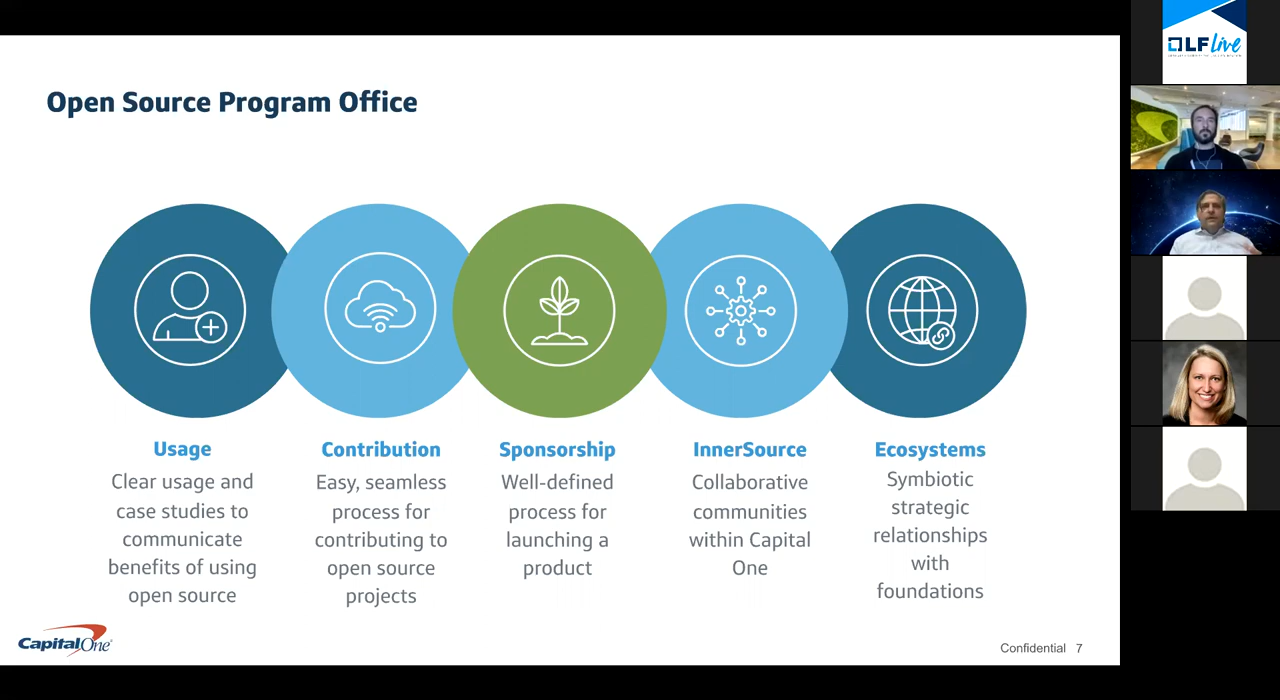 Open Source Program Office
Usage
Clear usage and
case studies to
communicate
benefits of using
open source
Contribution
Easy, seamless
process for
contributing to
open source
projects
Sponsorship
Well-defined
process for
launching a
product
InnerSource
Collaborative
communities
within Capital
One
Ecosystems
Symbiotic
strategic
relationships
with
foundations
CapitalOne
Confidential 7
LF live